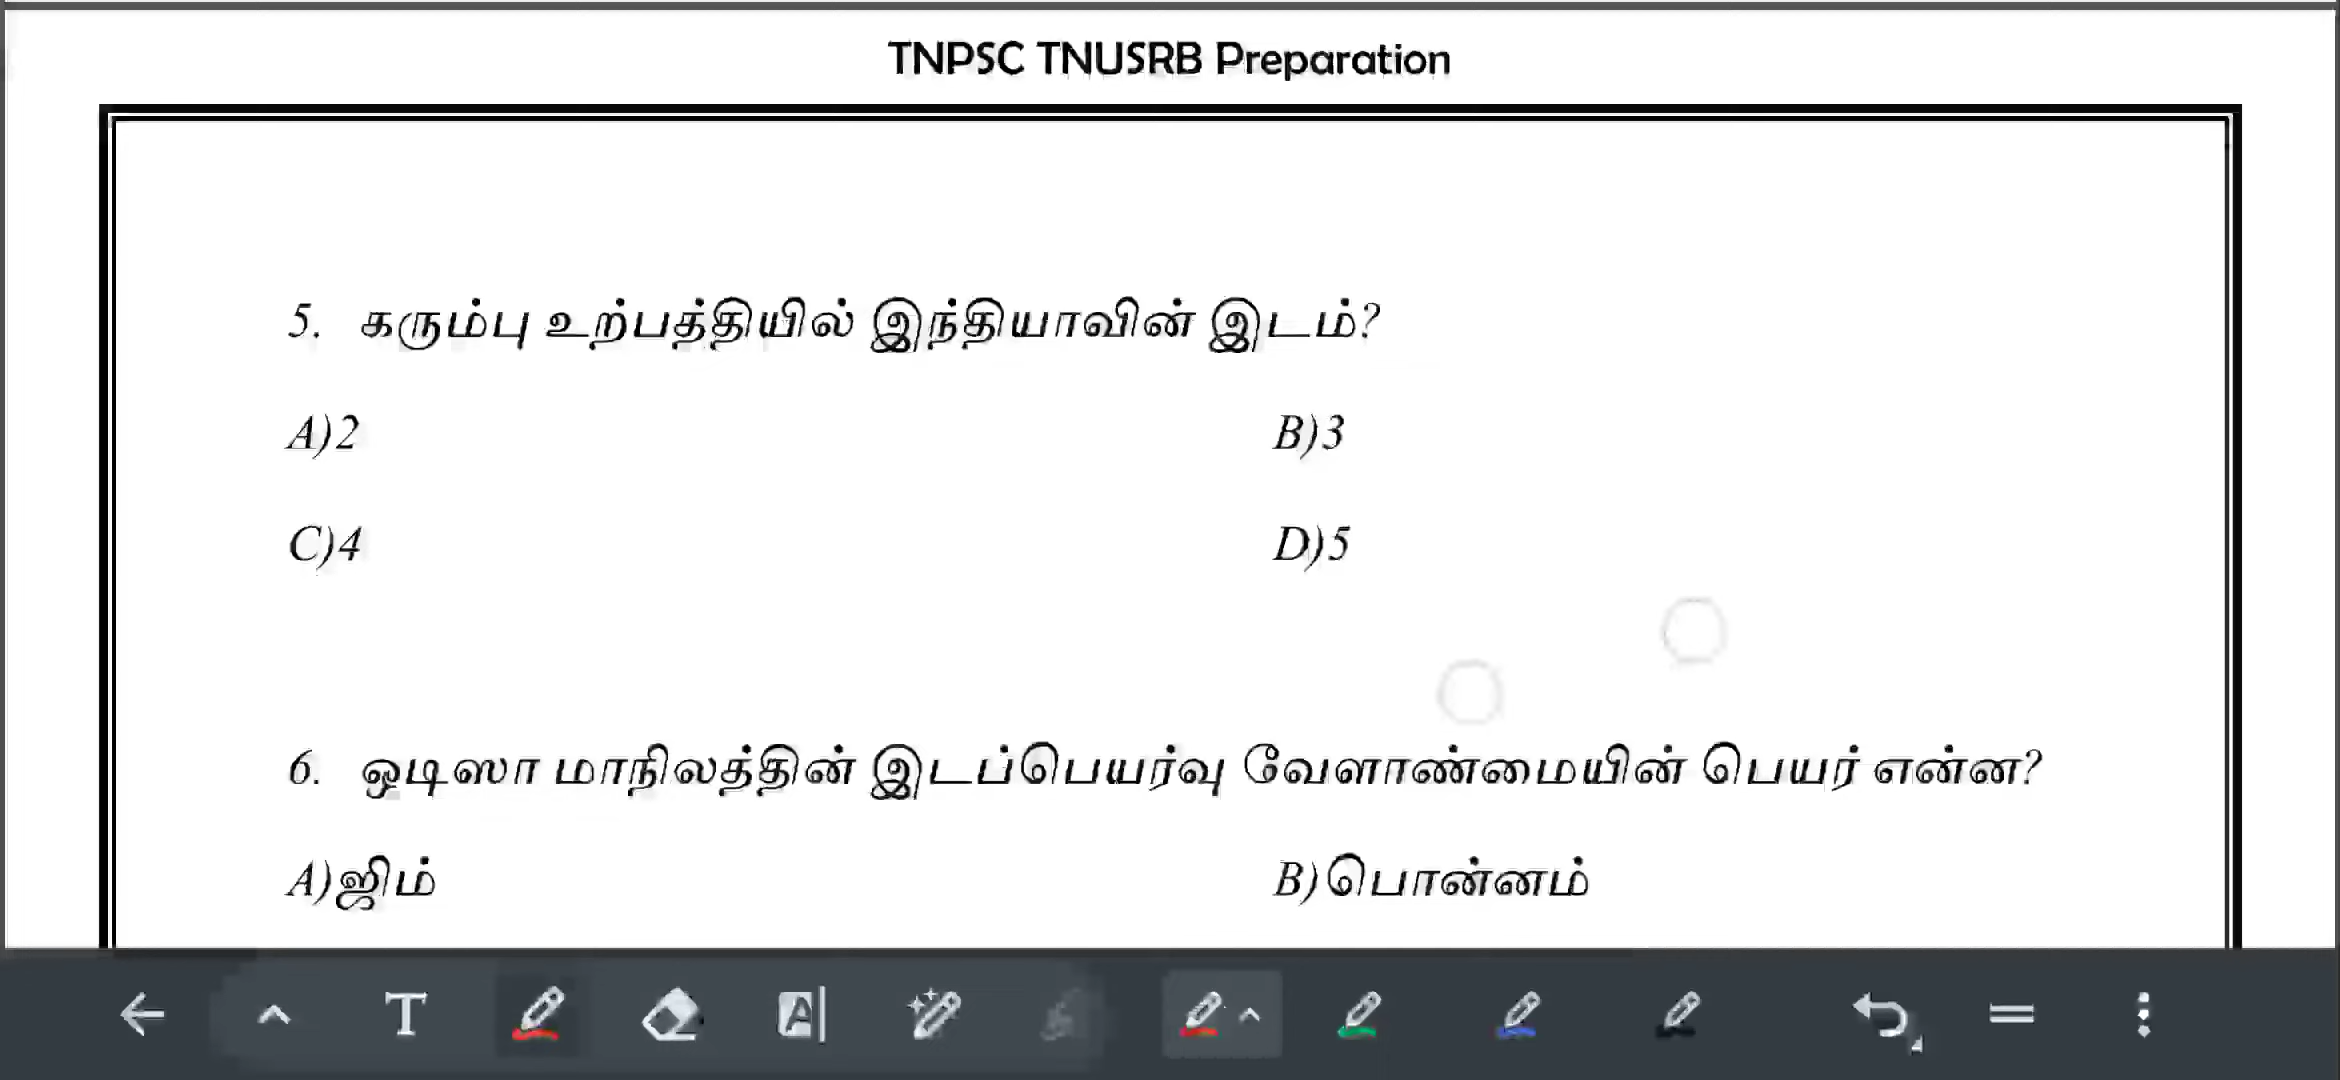 TNPSC TNUSRB Preparation
5. கரும்பு உற்பத்தியில் இந்தியாவின் இடம்?
A)2 B)3
C)4 D)5
6. ஒடிஸா மாநிலத்தின் இடப்பெயர்வு வேளாண்மையின் பெயர் என்ன?
A)ஜிம் B)பொன்னம்
T
A